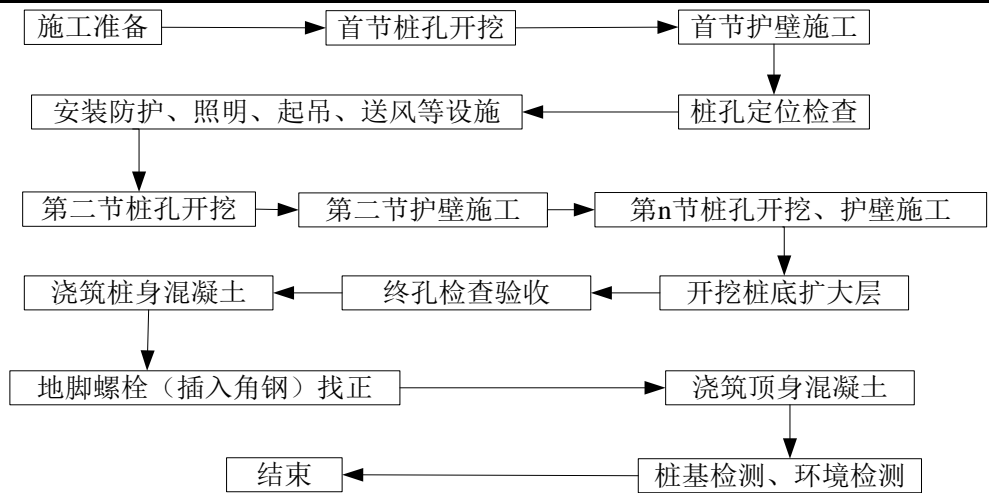 施工准备
首节桩孔开挖
首节护壁施工
桩孔定位检查
安装防护、照明、起吊、送风等设施
第二节桩孔开挖
第二节护壁施工
第n节桩孔开挖、护壁施工
开挖桩底扩大层
终孔检查验收
浇筑桩身混凝土
地脚螺栓（插入角钢）找正
浇筑顶身混凝土
桩基检测、环境检测
结束